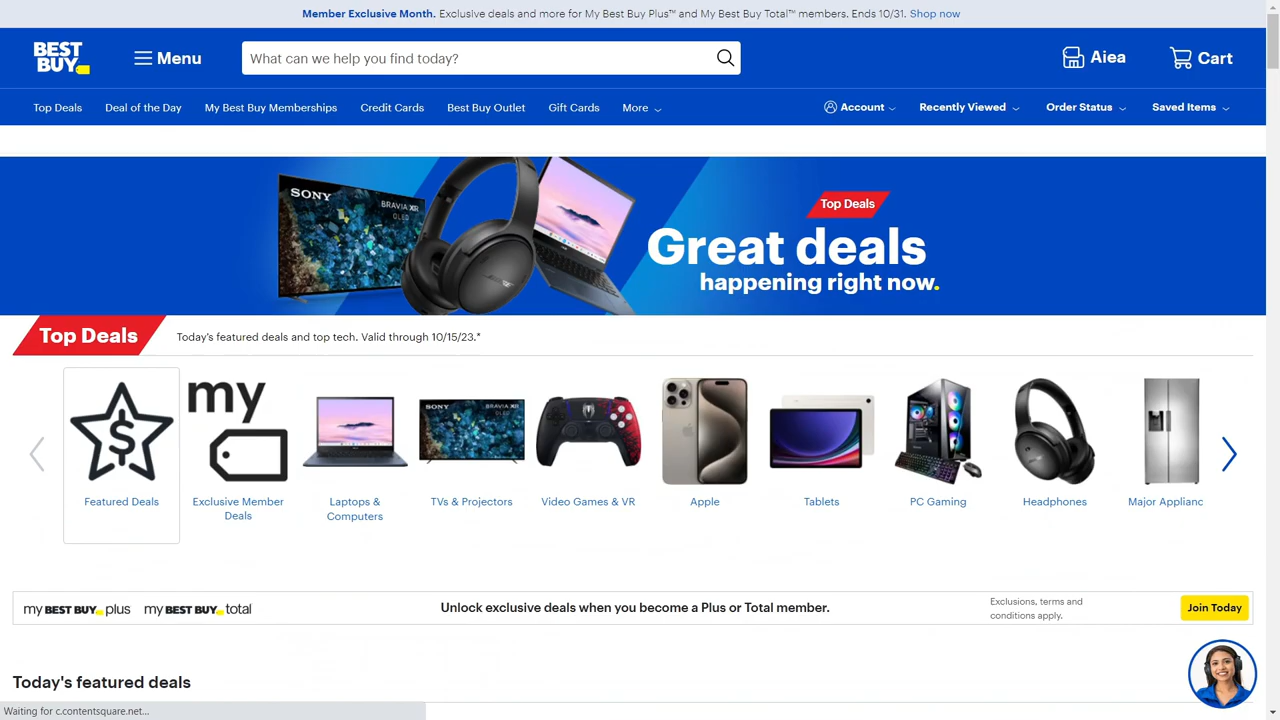 Member Exclusive Month. Exclusive deals and more for My Best Buy Plus™ and My Best Buy Total™ members. Ends 10/31. Shop now
BEST
BUY
Menu
What can we help you find today?
Aiea
Cart
Top Deals
Deal of the Day
My Best Buy Memberships
Credit Cards
Best Buy Outlet
Gift Cards
More
Account
Recently Viewed
Order Status
Saved Items
SONY
BRAVIA XR
OLED
BOSE
Top Deals
Great deals
happening right now.
Top Deals
Today's featured deals and top tech. Valid through 10/15/23.*
$
Featured Deals
my
Exclusive Member
Deals
Laptops &
Computers
SONY
BRAVIA XR
TVs & Projectors
Video Games & VR
Apple
Tablets
PC Gaming
Headphones
Major Applianc
my BEST BUY plus
my BEST BUY total
Unlock exclusive deals when you become a Plus or Total member.
Exclusions, terms and
conditions apply.
Join Today
Today's featured deals
Waiting for c.contentsquare.net...